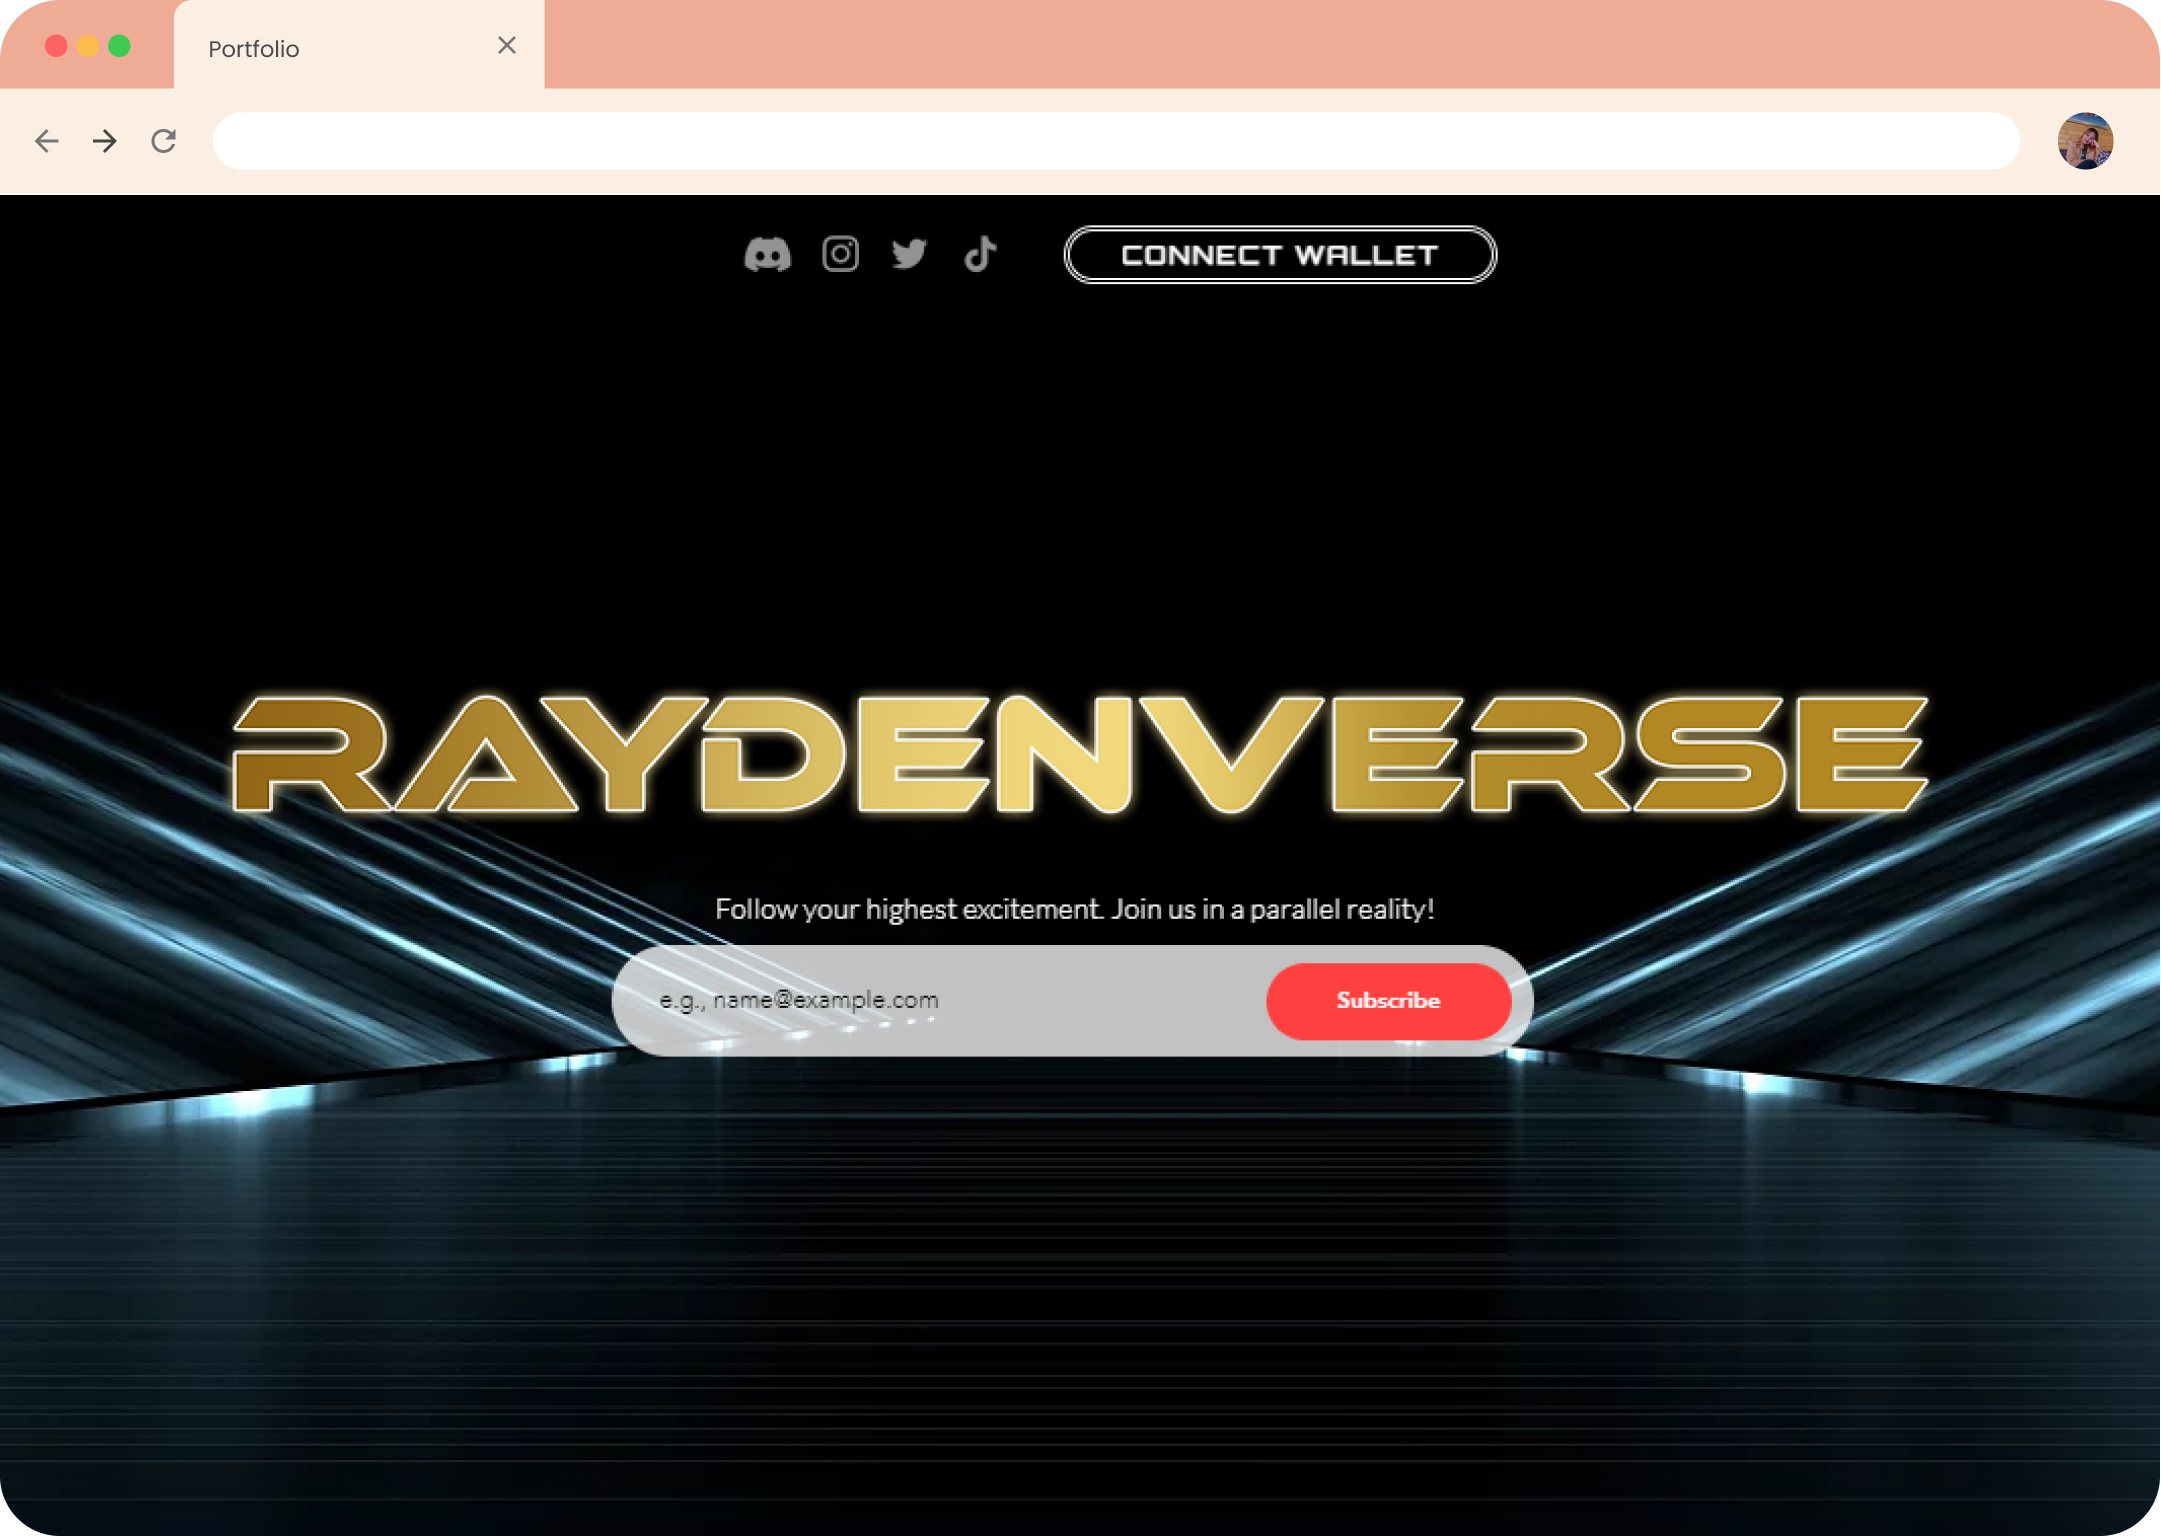 Portfolio
CONNECT WALLET
RAYDENVERSE
Follow your highest excitement. Join us in a parallel reality!
e.g., name@example.com
Subscribe